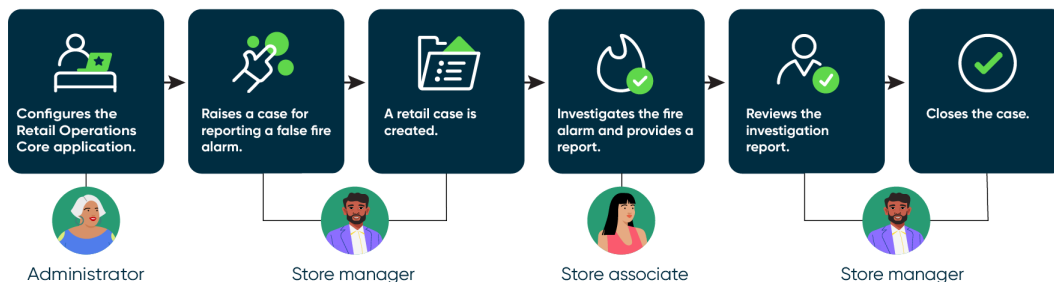 Configures the
Retail Operations
Core application.
Raises a case for
reporting a false fire
alarm.
A retail case is
created.
Investigates the fire
alarm and provides a
report.
Reviews the
investigation
report.
Closes the case.
Administrator
Store manager
Store associate
Store manager